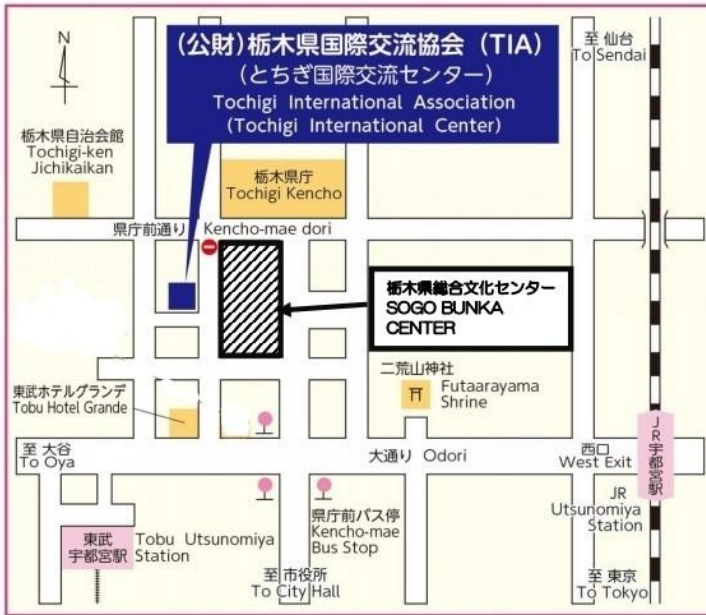 N
(公財)栃木県国際交流協会 (TIA)
(とちぎ国際交流センター)
Tochigi International Association
(Tochigi International Center)
至 仙台
To Sendai
栃木県自治会館
Tochigi-ken
Jichikaikan
栃木県庁
Tochigi Kencho
県庁前通り Kencho-mae dori
栃木県総合文化センター
SOGO BUNKA
CENTER
二荒山神社
Futaarayama
Shrine
東武ホテルグランデ
Tobu Hotel Grande
至 大谷
To Oya
大通り Odori
西口
West Exit
JR宇都宮駅
JR
Utsunomiya
Station
県庁前バス停
Kencho-mae
Bus Stop
東武
宇都宮駅
Tobu Utsunomiya
Station
至 市役所
To City Hall
至 東京
To Tokyo